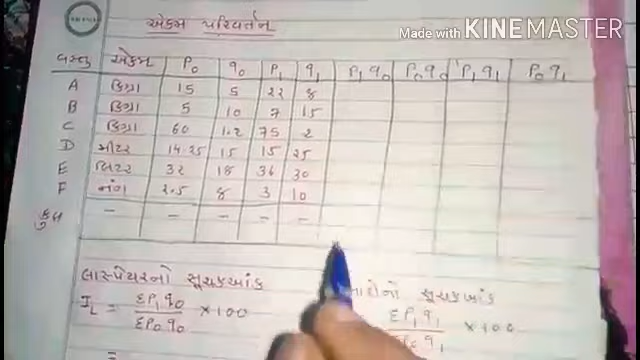 એકમ પરિવર્તન
Made with KINEMASTER
વસ્તુ એકમ P₀ q₀ P₁ q₁ P₁q₀ P₀q₀ P₁q₁ P₀q₁
A કિગ્રા 15 5 22 8
B કિગ્રા 5 10 7 15
C કિગ્રા 60 1.2 75 2
D મીટર 14.25 15 15 25
E લિટર 32 18 36 30
F નંગ 2.5 8 3 10
કુલ – – – –
લાસ્પેયરનો સૂચકઆંક સૂચકઆંક
I_L = ΣP₁q₀ / ΣP₀q₀ ×100 ΣP₁q₁ ×100